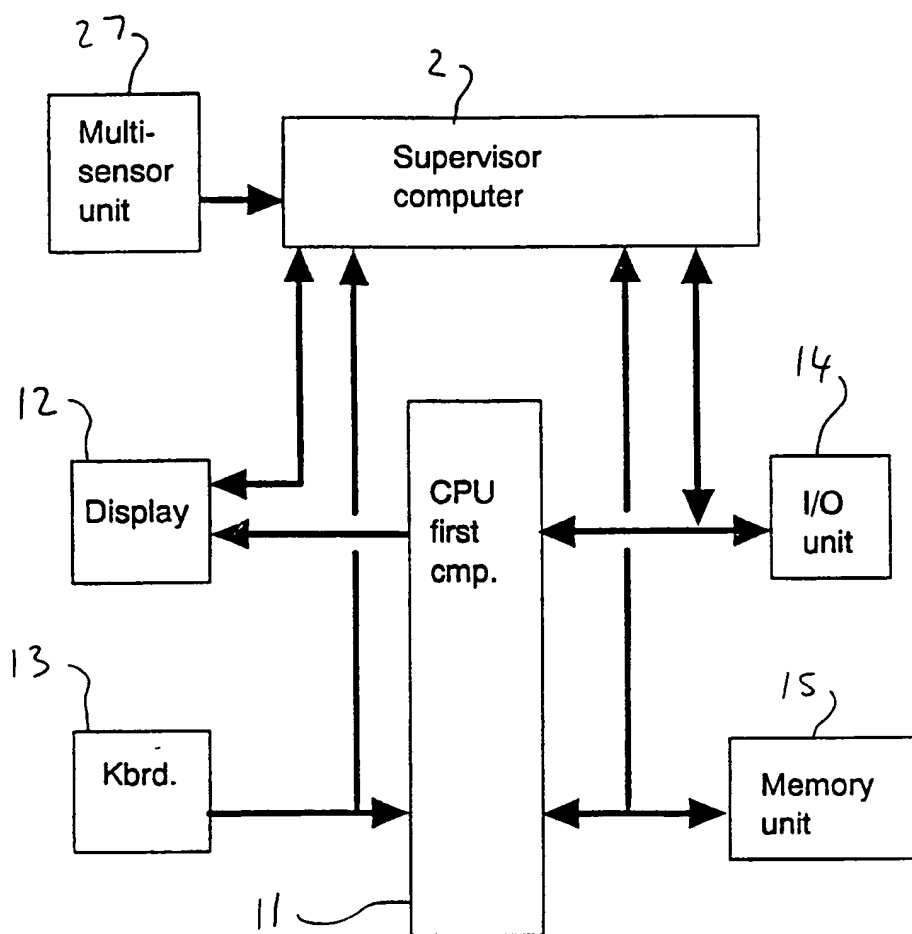 27
2
Multi-
sensor
unit
Supervisor
computer
12
14
Display
CPU
first
cmp.
I/O
unit
13
15
Kbrd.
Memory
unit
11